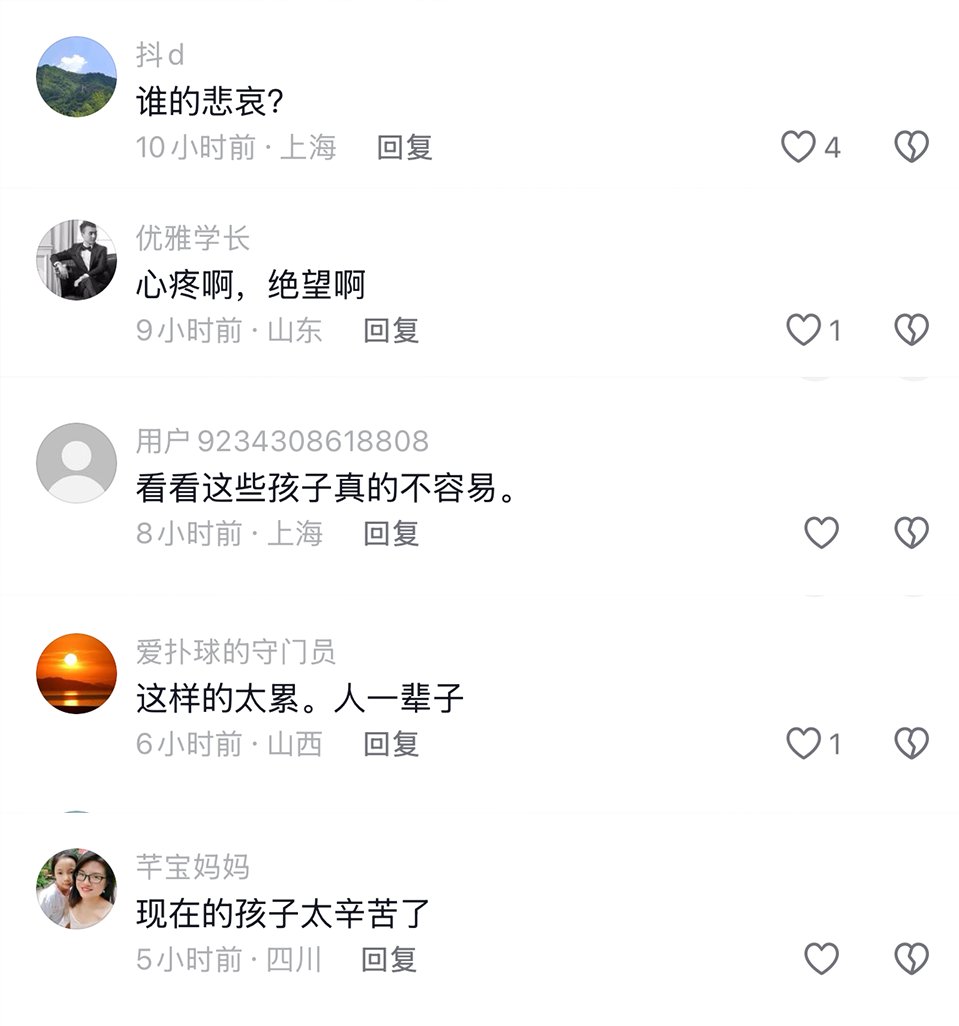 抖d
谁的悲哀？
10小时前·上海 回复 4
优雅学长
心疼啊，绝望啊
9小时前·山东 回复 1
用户9234308618808
看看这些孩子真的不容易。
8小时前·上海 回复
爱扑球的守门员
这样的太累。人一辈子
6小时前·山西 回复 1
芊宝妈妈
现在的孩子太辛苦了
5小时前·四川 回复